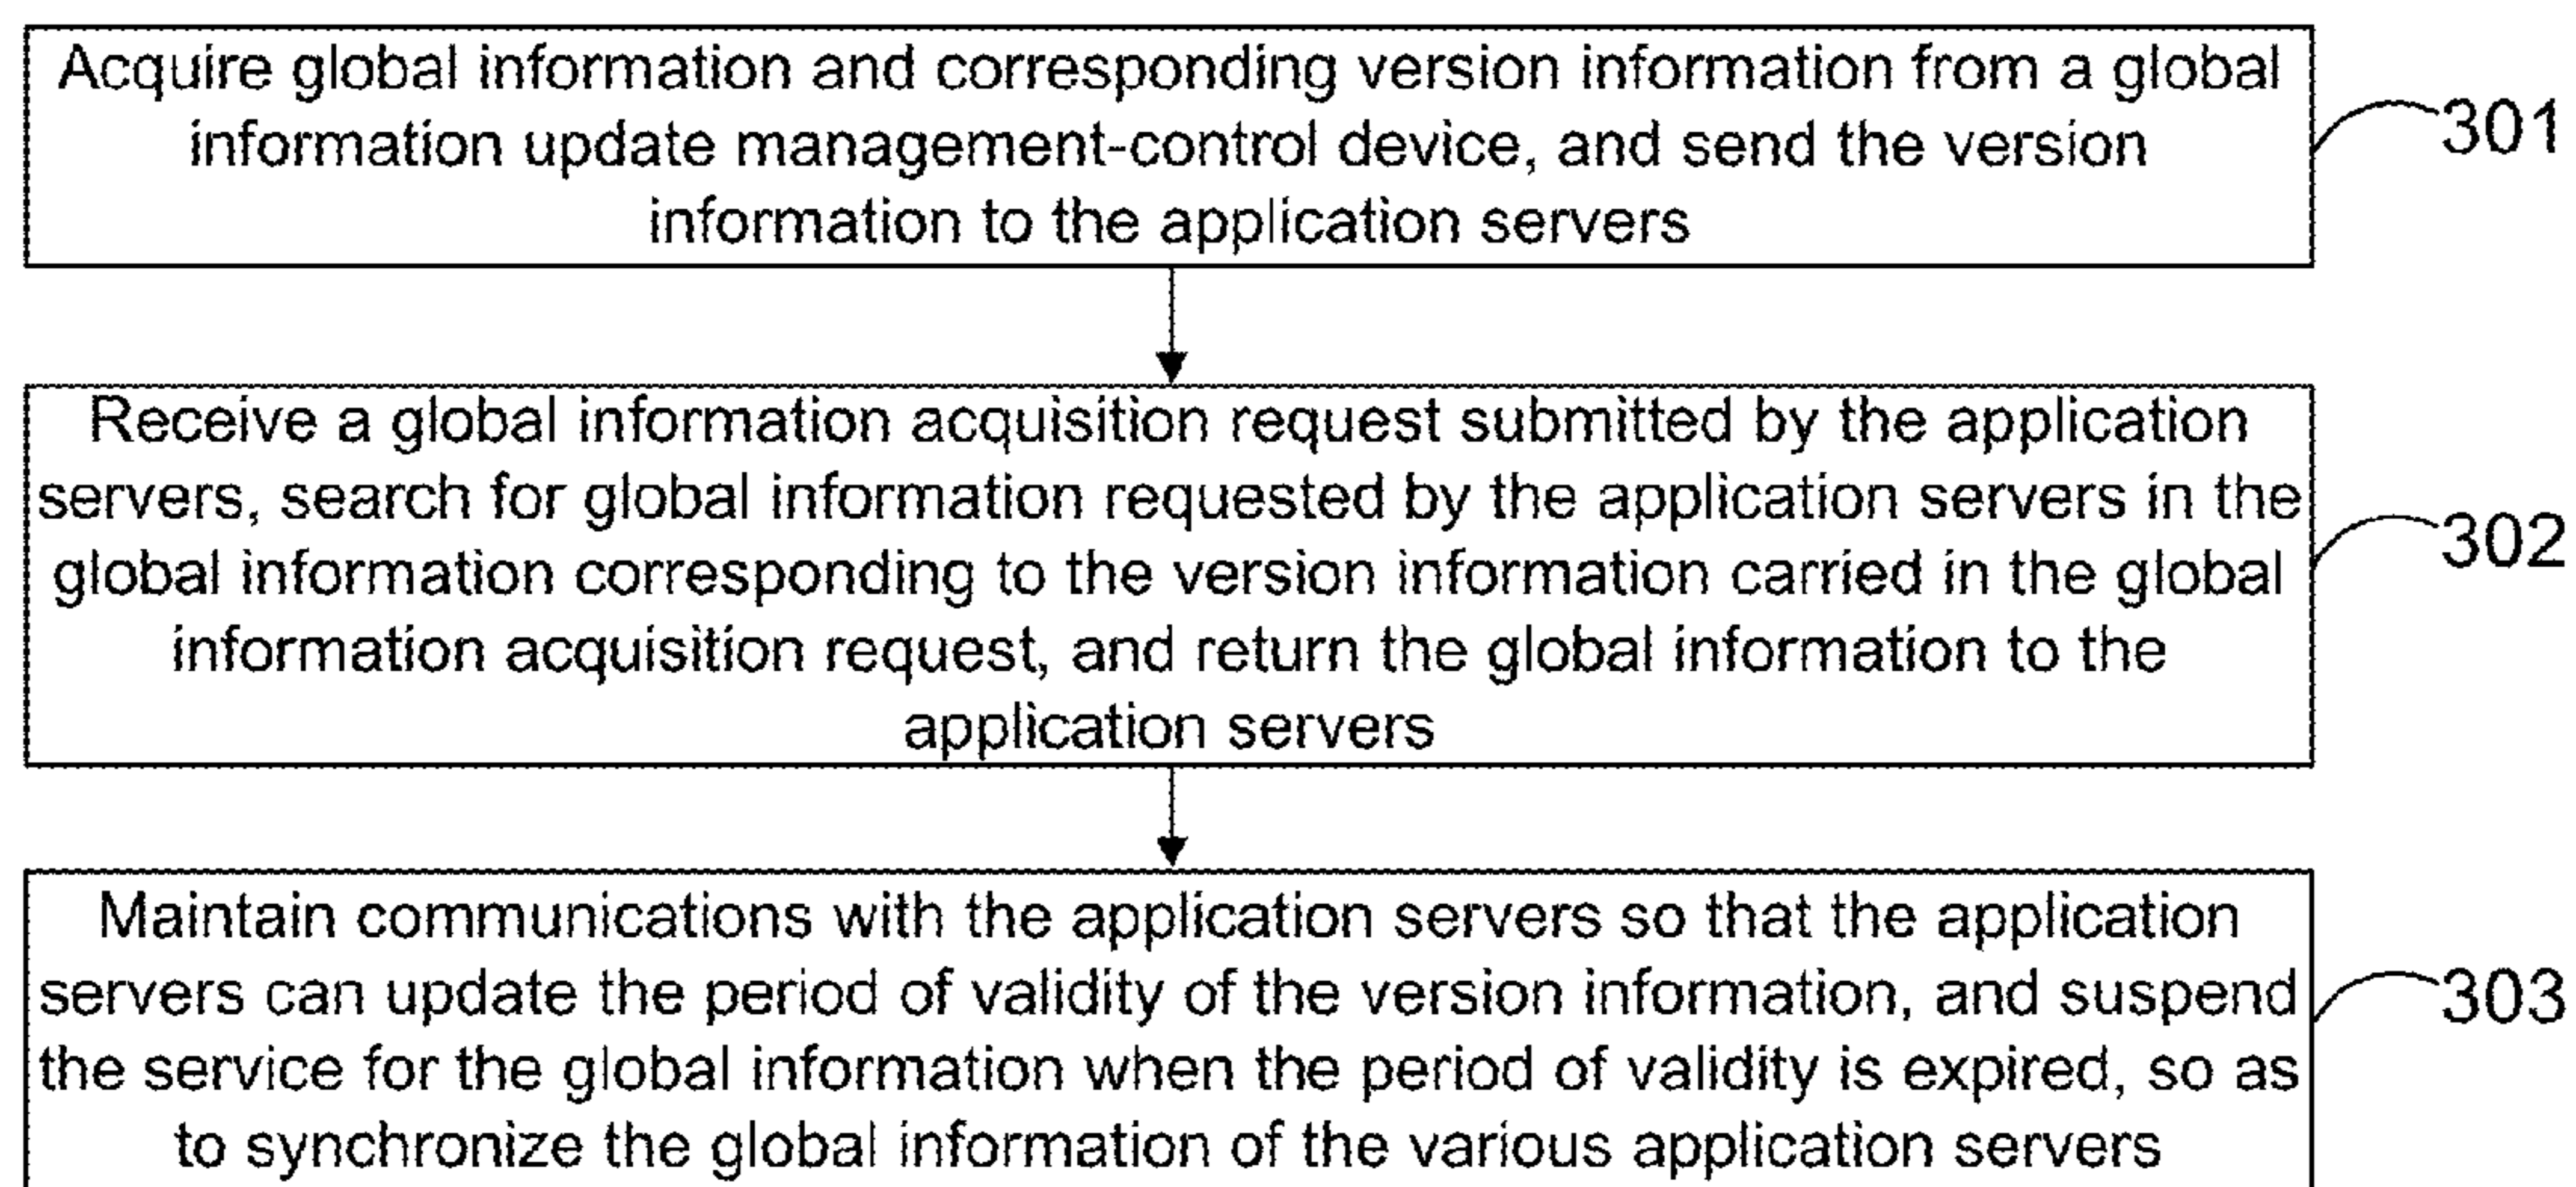 Acquire global information and corresponding version information from a global
information update management-control device, and send the version
information to the application servers
301
Receive a global information acquisition request submitted by the application
servers, search for global information requested by the application servers in the
global information corresponding to the version information carried in the global
information acquisition request, and return the global information to the
application servers
302
Maintain communications with the application servers so that the application
servers can update the period of validity of the version information, and suspend
the service for the global information when the period of validity is expired, so as
to synchronize the global information of the various application servers
303